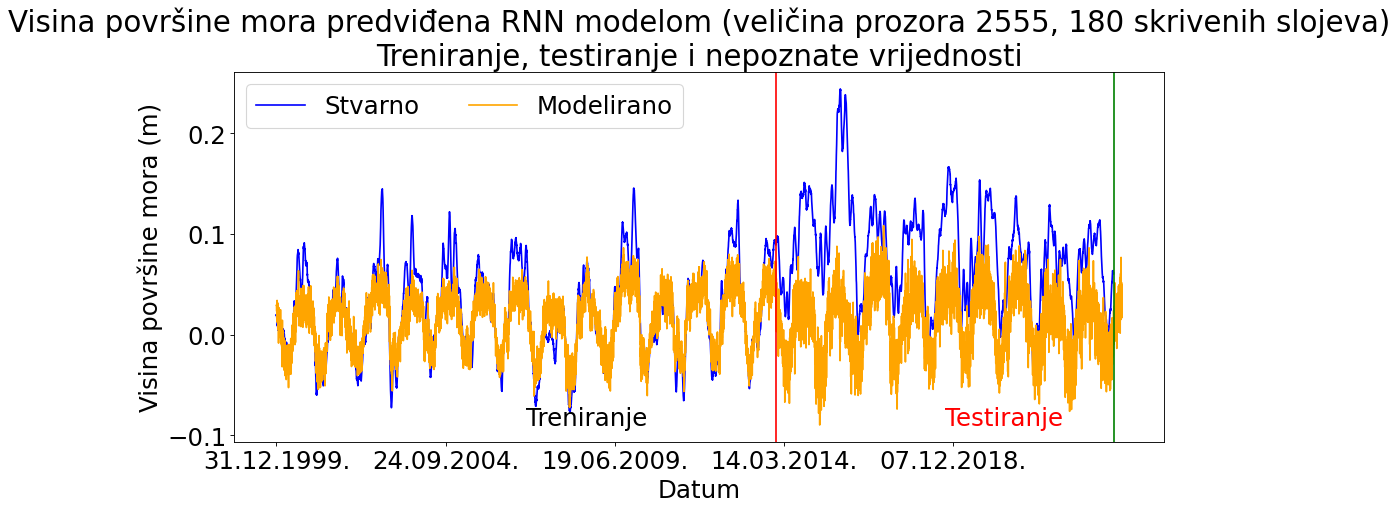 Visina površine mora predviđena RNN modelom (veličina prozora 2555, 180 skrivenih slojeva)
Treniranje, testiranje i nepoznate vrijednosti
Stvarno
Modelirano
Visina površine mora (m)
0.2
0.1
0.0
−0.1
Treniranje
Testiranje
31.12.1999.
24.09.2004.
19.06.2009.
14.03.2014.
07.12.2018.
Datum